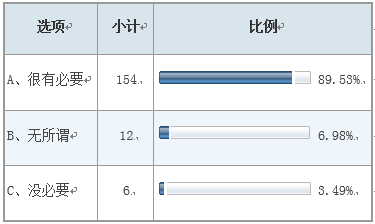 选项 小计 比例
A、很有必要 154 89.53%
B、无所谓 12 6.98%
C、没必要 6 3.49%